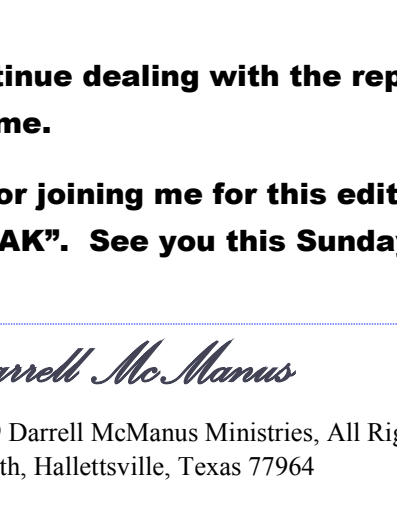 tinue dealing with the rep
me.
or joining me for this edit
AK”.  See you this Sunday
arrell McManus
9 Darrell McManus Ministries, All Rig
th, Hallettsville, Texas 77964